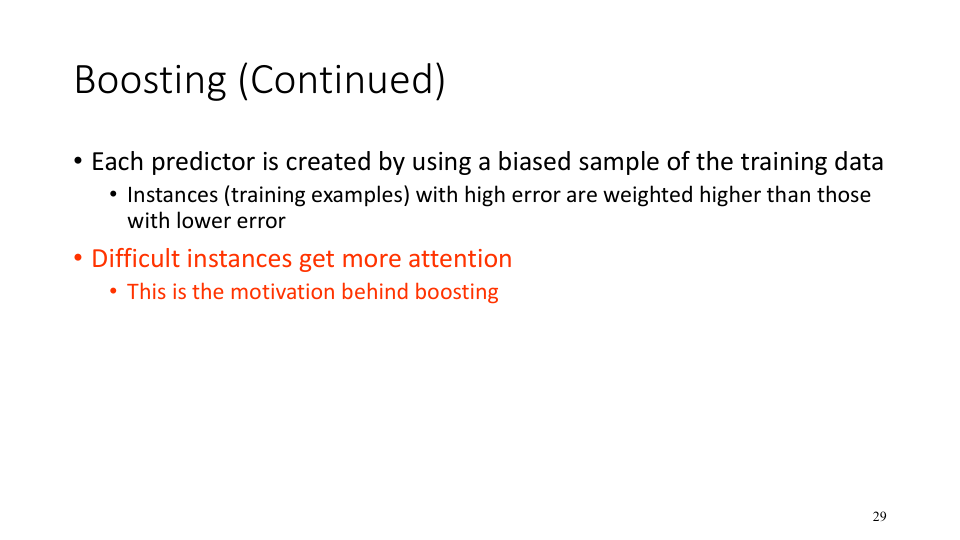 Boosting (Continued)
• Each predictor is created by using a biased sample of the training data
• Instances (training examples) with high error are weighted higher than those
with lower error
• Difficult instances get more attention
• This is the motivation behind boosting
29